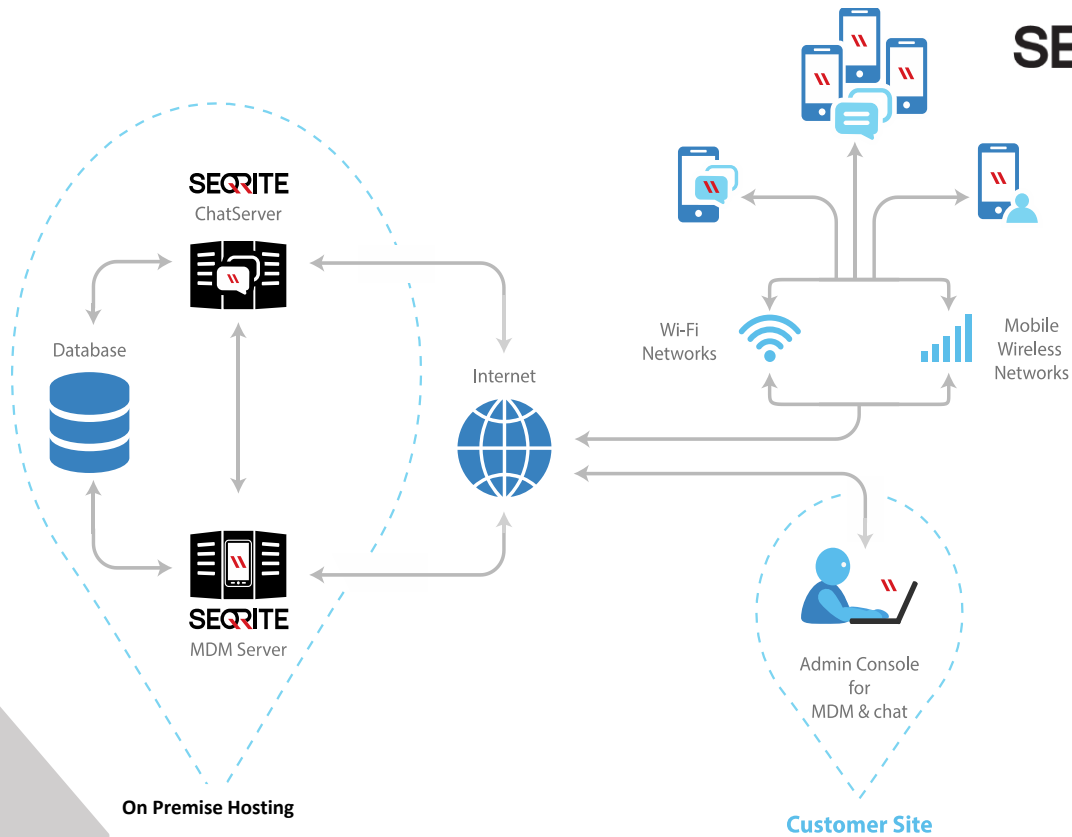 SE
SEQRITE
ChatServer
Database
Internet
Wi-Fi
Networks
Mobile
Wireless
Networks
SEQRITE
MDM Server
Admin Console
for
MDM & chat
On Premise Hosting
Customer Site